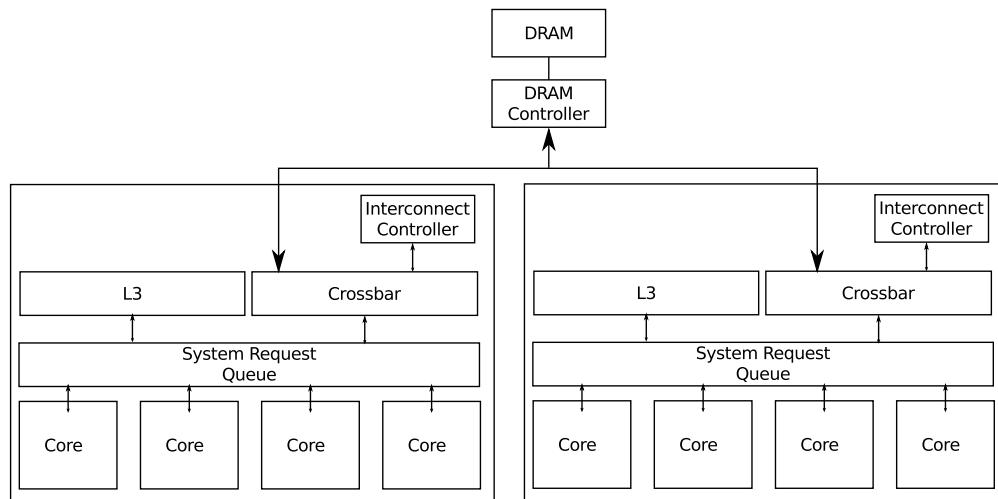 DRAM
DRAM
Controller
Interconnect
Controller
L3
Crossbar
System Request
Queue
Core
Core
Core
Core
Interconnect
Controller
L3
Crossbar
System Request
Queue
Core
Core
Core
Core